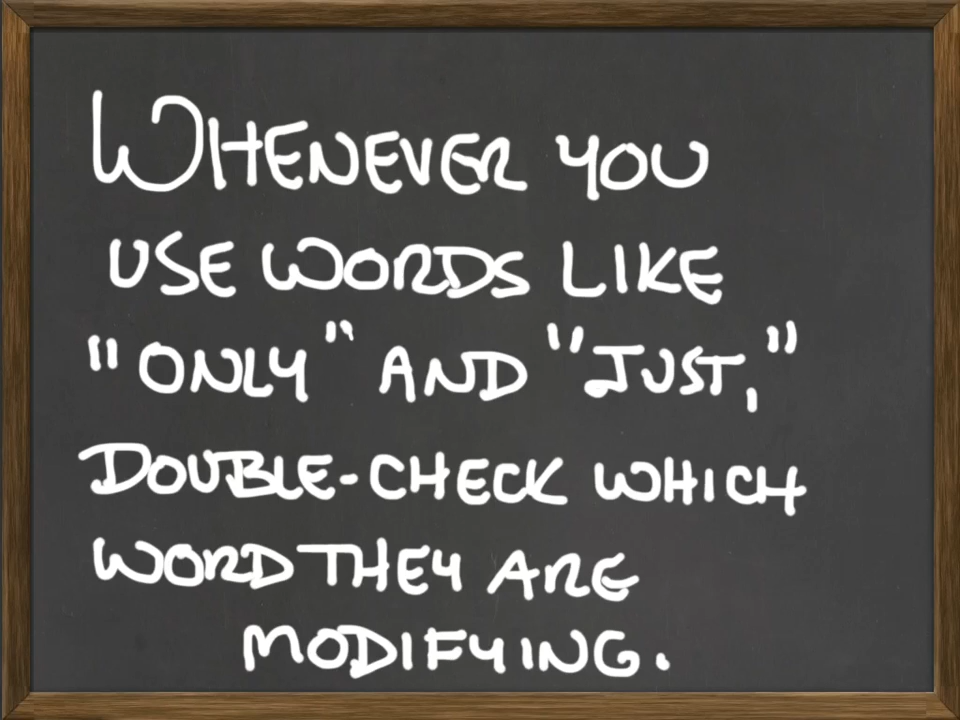 WHENEVER YOU
USE WORDS LIKE
"ONLY" AND "JUST,"
DOUBLE-CHECK WHICH
WORD THEY ARE
MODIFYING.